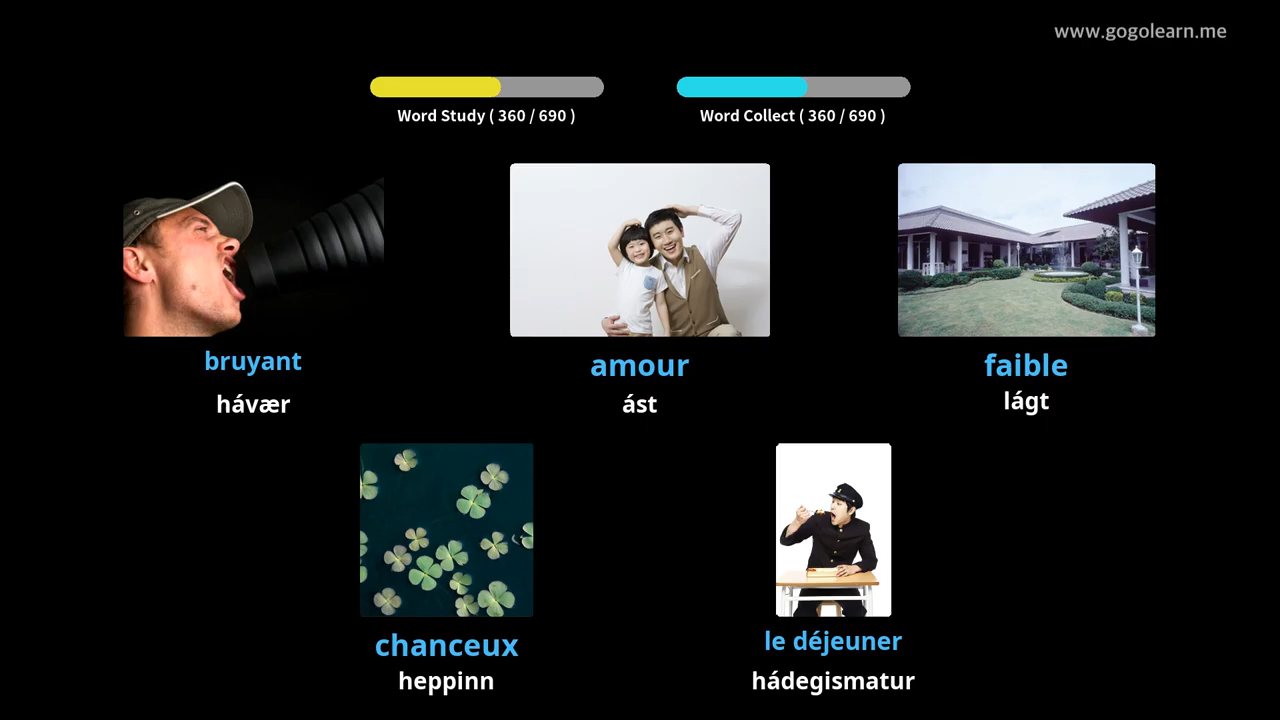 www.gogolearn.me
Word Study ( 360 / 690 )
Word Collect ( 360 / 690 )
bruyant
hávær
amour
ást
faible
lágt
chanceux
heppinn
le déjeuner
hádegismatur